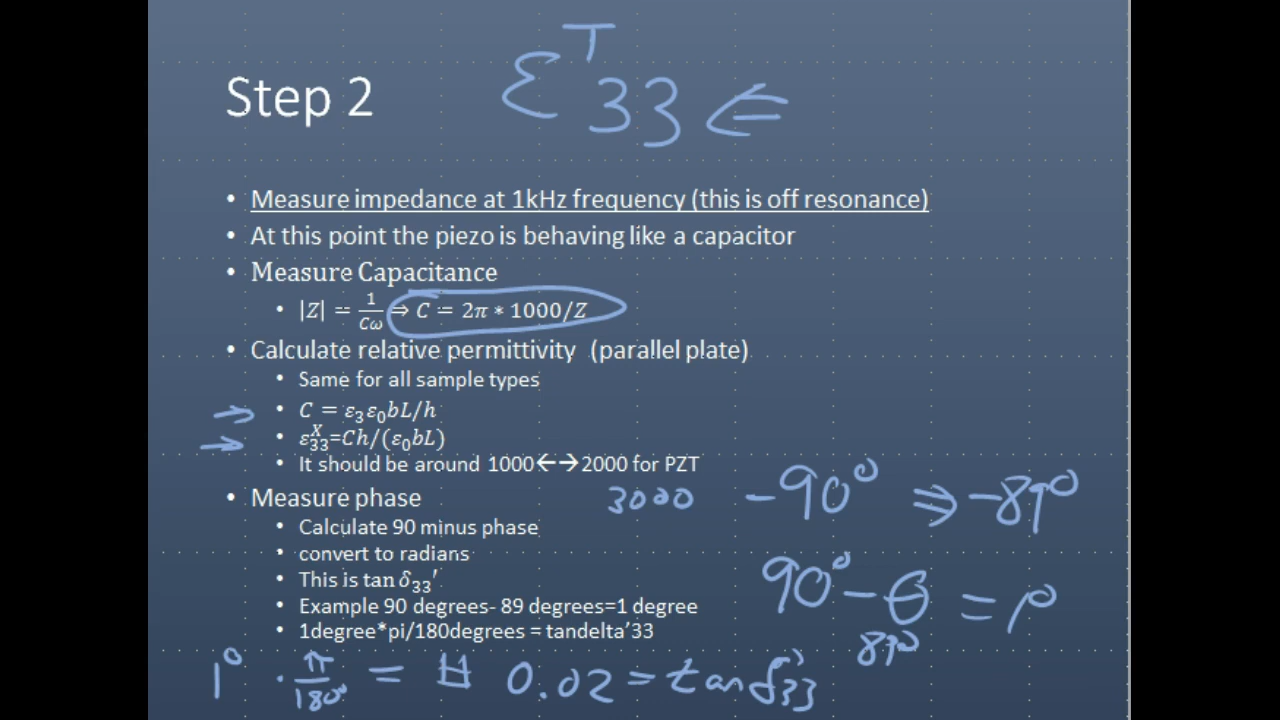 ε^T_33 ⇐
Step 2
• Measure impedance at 1kHz frequency (this is off resonance)
• At this point the piezo is behaving like a capacitor
• Measure Capacitance
• |Z| = 1/Cω ⇒ C = 2π ∗ 1000/Z
• Calculate relative permittivity (parallel plate)
• Same for all sample types
→ • C = ε₃ε₀bL/h
→ • ε^X_33=Ch/(ε₀bL)
• It should be around 1000←→2000 for PZT
3000 −90° ⇒ −89°
• Measure phase
• Calculate 90 minus phase
• convert to radians
• This is tan δ₃₃′
• Example 90 degrees- 89 degrees=1 degree
90° − θ = 1°
• 1degree*pi/180degrees = tandelta’33
89°
1° · π/180° = # 0.02 = tan δ'₃₃